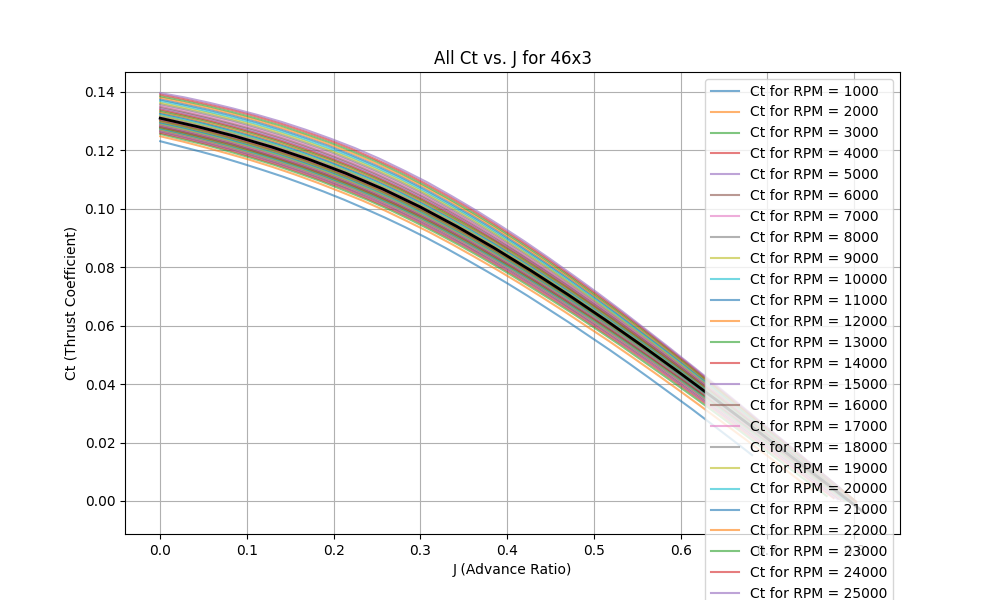 All Ct vs. J for 46x3
Ct (Thrust Coefficient)
0.14
0.12
0.10
0.08
0.06
0.04
0.02
0.00
0.0 0.1 0.2 0.3 0.4 0.5 0.6
J (Advance Ratio)
Ct for RPM = 1000
Ct for RPM = 2000
Ct for RPM = 3000
Ct for RPM = 4000
Ct for RPM = 5000
Ct for RPM = 6000
Ct for RPM = 7000
Ct for RPM = 8000
Ct for RPM = 9000
Ct for RPM = 10000
Ct for RPM = 11000
Ct for RPM = 12000
Ct for RPM = 13000
Ct for RPM = 14000
Ct for RPM = 15000
Ct for RPM = 16000
Ct for RPM = 17000
Ct for RPM = 18000
Ct for RPM = 19000
Ct for RPM = 20000
Ct for RPM = 21000
Ct for RPM = 22000
Ct for RPM = 23000
Ct for RPM = 24000
Ct for RPM = 25000